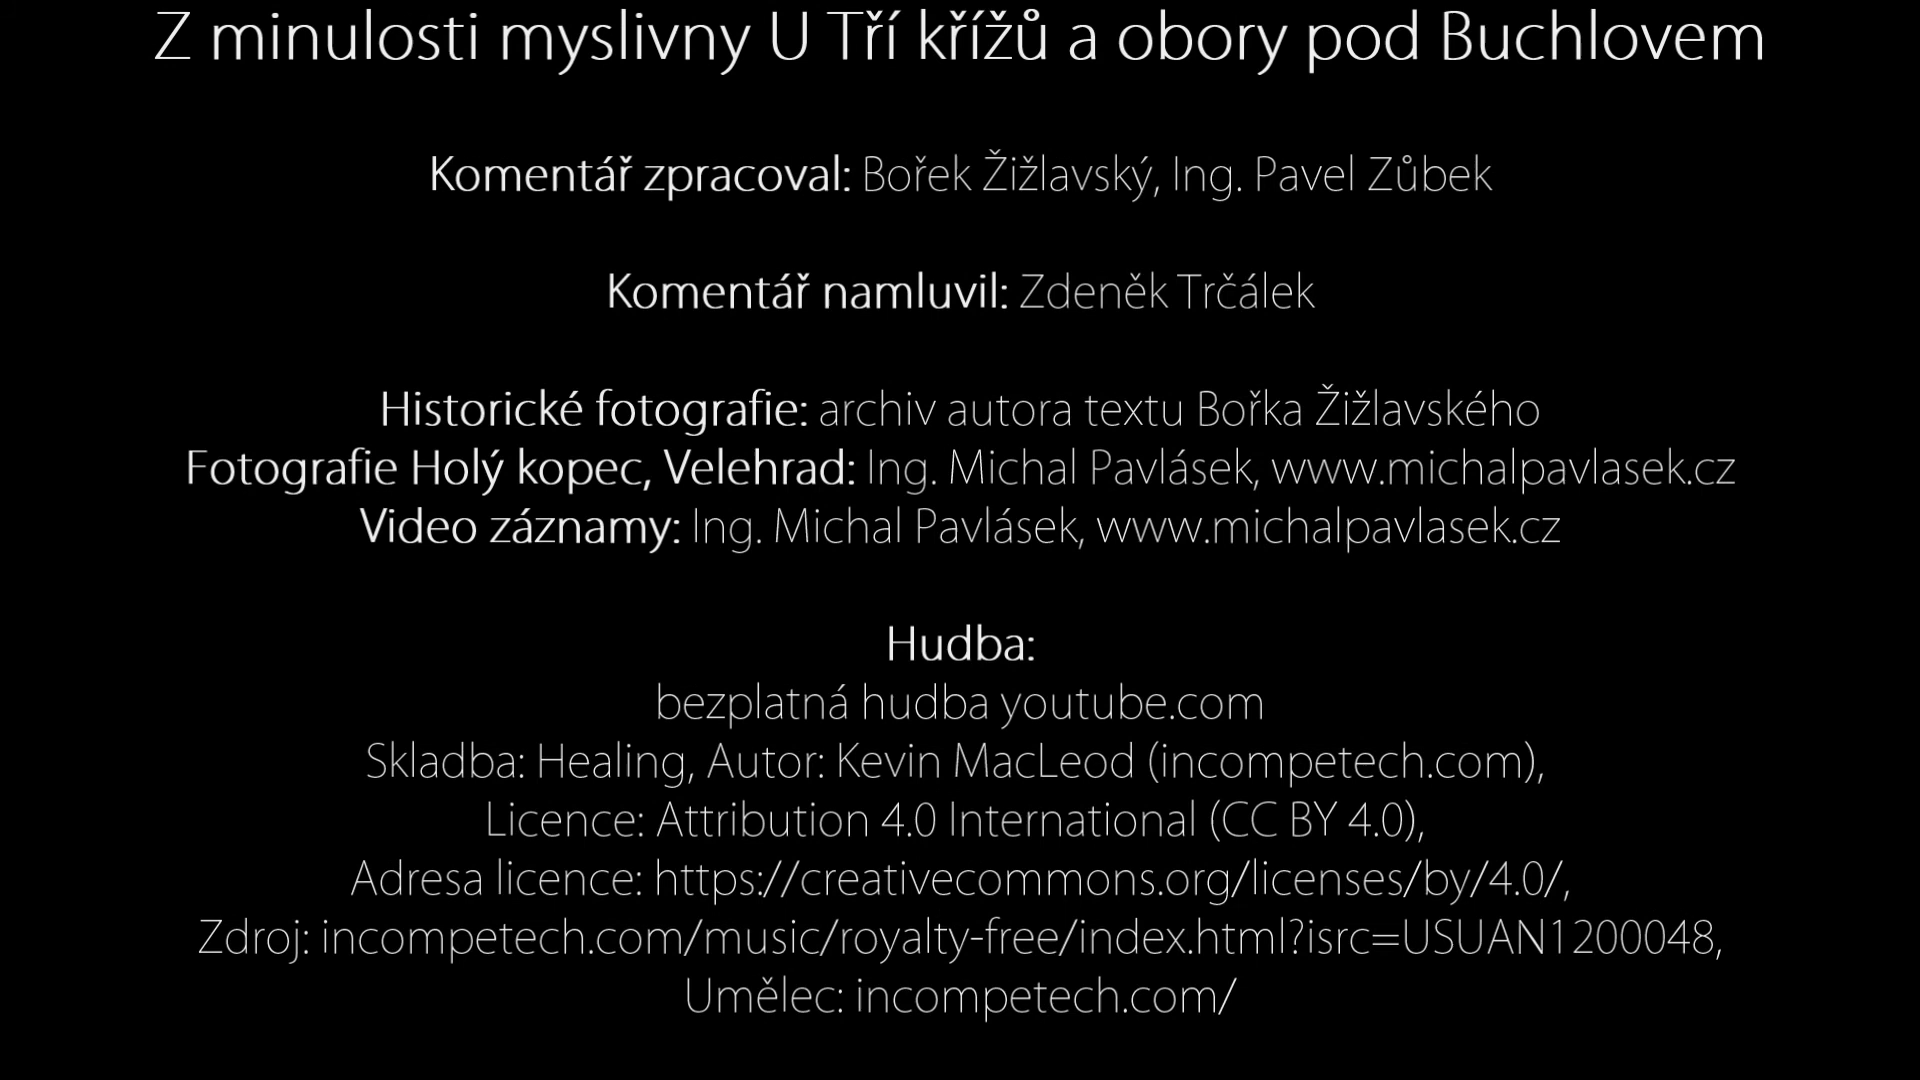 Z minulosti myslivny U Tří křížů a obory pod Buchlovem
Komentář zpracoval: Bořek Žižlavský, Ing. Pavel Zůbek
Komentář namluvil: Zdeněk Trčálek
Historické fotografie: archiv autora textu Bořka Žižlavského
Fotografie Holý kopec, Velehrad: Ing. Michal Pavlásek, www.michalpavlasek.cz
Video záznamy: Ing. Michal Pavlásek, www.michalpavlasek.cz
Hudba:
bezplatná hudba youtube.com
Skladba: Healing, Autor: Kevin MacLeod (incompetech.com),
Licence: Attribution 4.0 International (CC BY 4.0),
Adresa licence: https://creativecommons.org/licenses/by/4.0/,
Zdroj: incompetech.com/music/royalty-free/index.html?isrc=USUAN1200048,
Umělec: incompetech.com/